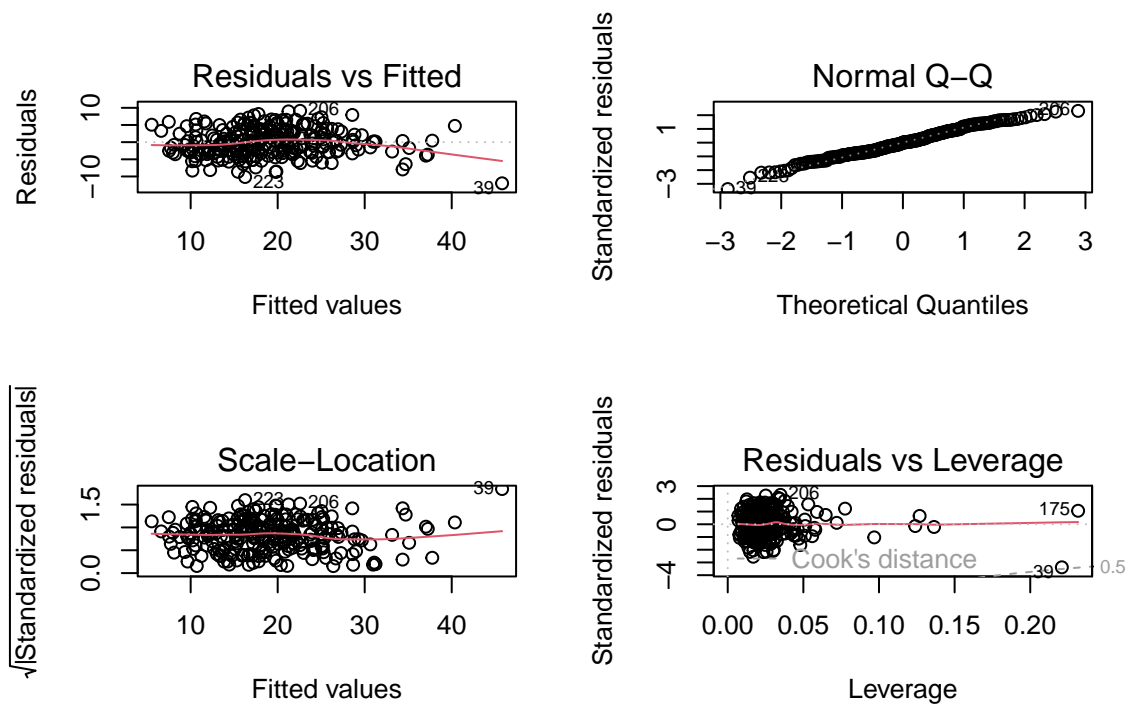 Residuals vs Fitted
Residuals
10
−10
206
223
39
10 20 30 40
Fitted values
Normal Q−Q
Standardized residuals
1
−3
206
223
39
−3 −2 −1 0 1 2 3
Theoretical Quantiles
Scale−Location
√|Standardized residuals|
1.5
0.0
223
206
39
10 20 30 40
Fitted values
Residuals vs Leverage
Standardized residuals
3
0
−4
206
175
39
Cook's distance
0.5
0.00 0.05 0.10 0.15 0.20
Leverage